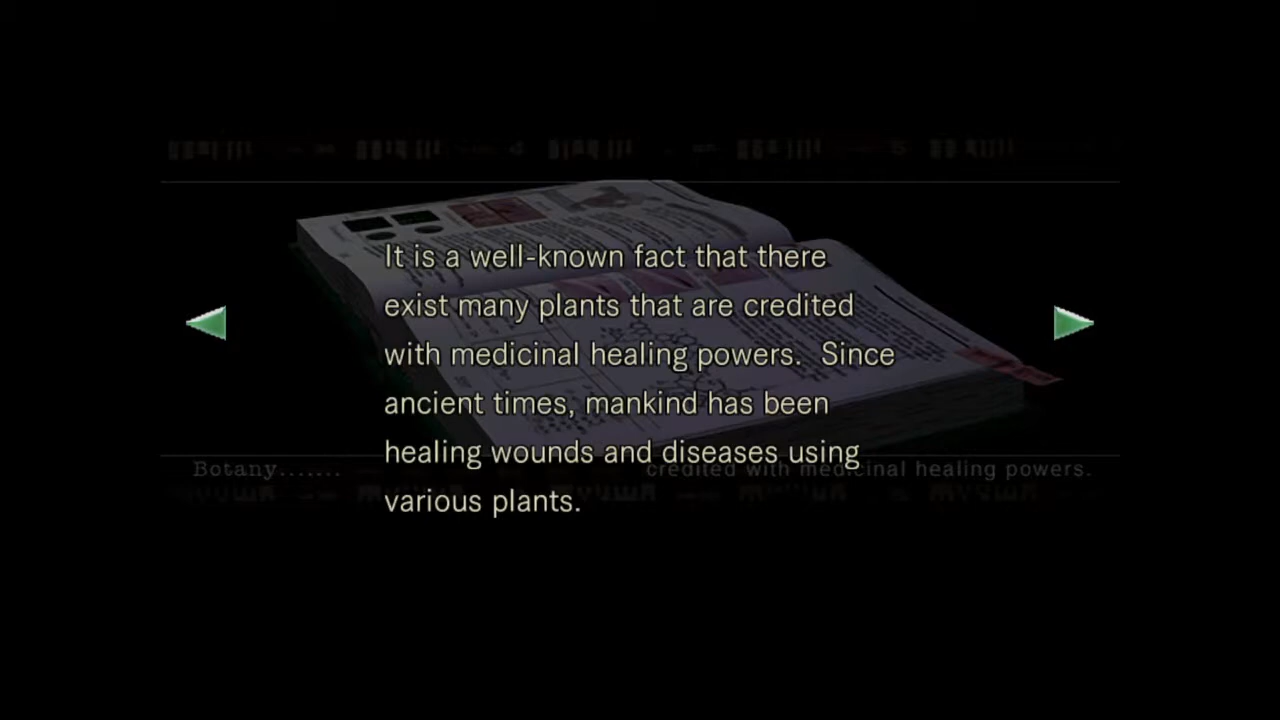 It is a well-known fact that there
exist many plants that are credited
with medicinal healing powers.  Since
ancient times, mankind has been
healing wounds and diseases using
various plants.
Botany....... credited with medicinal healing powers.